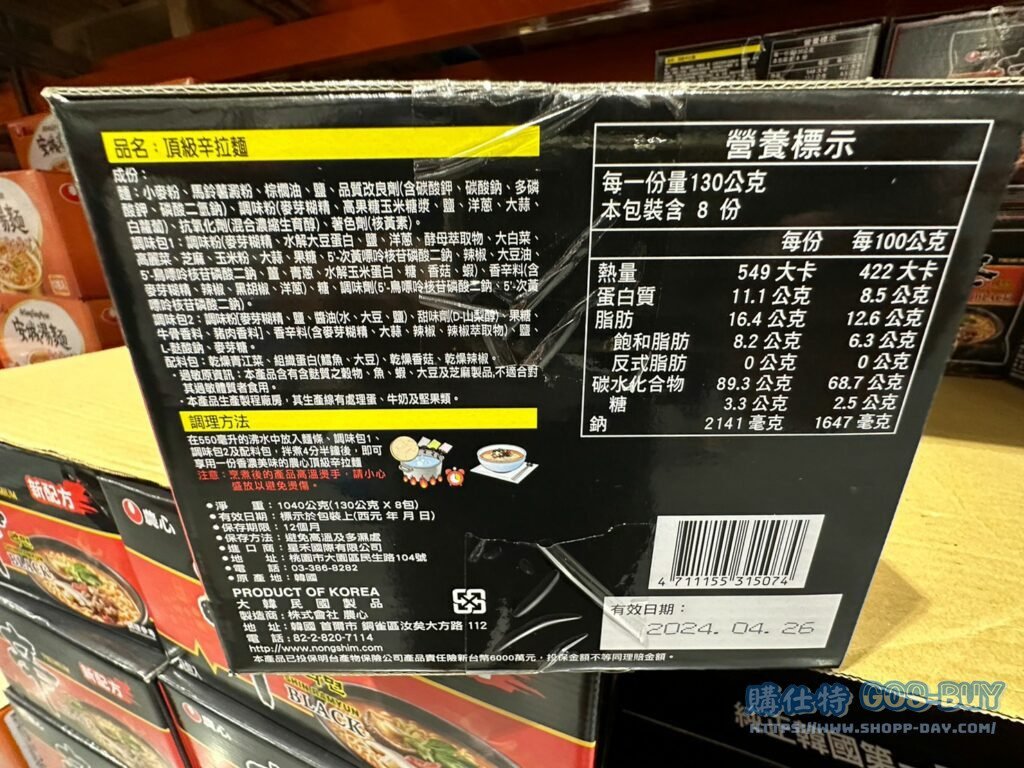 品名：頂級辛拉麵
成份：
麵：小麥粉、馬鈴薯澱粉、棕櫚油、鹽、品質改良劑(含碳酸鉀、碳酸鈉、多磷
酸鉀、磷酸二氫鈉)、調味粉(麥芽糊精、高果糖玉米糖漿、鹽、洋蔥、大蒜、
白醬油)、抗氧化劑(混合濃縮生育醇)、著色劑(核黃素)。
調味包1：調味粉(麥芽糊精、水解大豆蛋白、鹽、洋蔥、酵母萃取物、大白菜、
高麗菜、芝麻、玉米粉、大蒜、果糖、5'-次黃嘌呤核苷磷酸二鈉、辣椒、大豆油、
5'-鳥嘌呤核苷磷酸二鈉、薑、青蔥、水解玉米蛋白、糖、香菇、蝦)、香辛料(含
麥芽糊精、辣椒、黑胡椒、洋蔥)、糖、調味劑(5'-鳥嘌呤核苷磷酸二鈉、5'-次黃
嘌呤核苷磷酸二鈉)。
調味包2：調味粉[麥芽糊精、鹽、醬油(水、大豆、鹽)、甜味劑(D-山梨醇)、果糖、
牛骨香料、豬肉香料]、香辛料(含麥芽糊精、大蒜、辣椒、辣椒萃取物)、鹽、
L-麩酸鈉、麥芽糖。
配料包：乾燥青江菜、組織蛋白(鱈魚、大豆)、乾燥香菇、乾燥辣椒。
・過敏原資訊：本產品含有含麩質之穀物、魚、蝦、大豆及芝麻製品,不適合對
其過敏體質者食用。
・本產品生產製程廠房，其生產線有處理蛋、牛奶及堅果類。
調理方法
在550毫升的沸水中放入麵條、調味包1、
調味包2及配料包，拌煮4分半鐘後，即可
享用一份香濃美味的農心頂級辛拉麵
注意：烹煮後的產品高溫燙手，請小心
盛放以避免燙傷。
●淨 重：1040公克(130公克 X 8包)
●有效日期：標示於包裝上(西元 年 月 日)
●保存期限：12個月
●保存方法：避免高溫及多濕處
●進 口 商：星禾國際有限公司
●地 址：桃園市大園區民生路104號
●電 話：03-386-8282
●原 產 地：韓國
PRODUCT OF KOREA
大 韓 民 國 製 品
製造商：株式會社 農心
地 址：韓國 首爾市 銅雀區汝矣大方路 112
電 話：82-2-820-7114
http://www.nongshim.com
本產品已投保明台產物保險公司產品責任險新台幣6000萬元，投保金額不等同理賠金額。
營養標示
每一份量130公克
本包裝含 8 份
每份 每100公克
熱量 549 大卡 422 大卡
蛋白質 11.1 公克 8.5 公克
脂肪 16.4 公克 12.6 公克
飽和脂肪 8.2 公克 6.3 公克
反式脂肪 0 公克 0 公克
碳水化合物 89.3 公克 68.7 公克
糖 3.3 公克 2.5 公克
鈉 2141 毫克 1647 毫克
4 711155 315074
有效日期：
2024. 04. 26
新配方
農心
BLACK
新配方
農心
BLACK
安城湯麵
購仕特 GOS-BUY
HTTPS://WWW.SHOPP-DAY.COM/